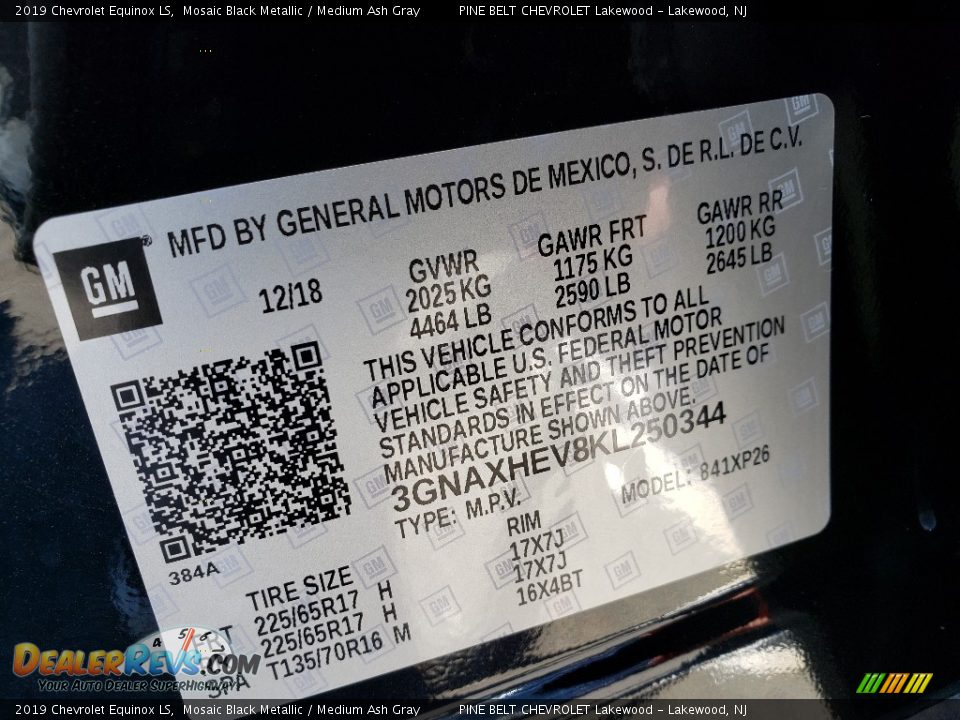 2019 Chevrolet Equinox LS, Mosaic Black Metallic / Medium Ash Gray PINE BELT CHEVROLET Lakewood - Lakewood, NJ
MFD BY GENERAL MOTORS DE MEXICO, S. DE R.L. DE C.V.
GM
12/18
GVWR
2025 KG
4464 LB
GAWR FRT
1175 KG
2590 LB
GAWR RR
1200 KG
2645 LB
THIS VEHICLE CONFORMS TO ALL
APPLICABLE U.S. FEDERAL MOTOR
VEHICLE SAFETY AND THEFT PREVENTION
STANDARDS IN EFFECT ON THE DATE OF
MANUFACTURE SHOWN ABOVE.
3GNAXHEV8KL250344
TYPE: M.P.V.
MODEL: 841XP26
384A
TIRE SIZE RIM
225/65R17 H 17X7J
225/65R17 H 17X7J
T135/70R16 M 16X4BT
SPA
DealerRevs.com
Your Auto Dealer SuperHighway
2019 Chevrolet Equinox LS, Mosaic Black Metallic / Medium Ash Gray PINE BELT CHEVROLET Lakewood - Lakewood, NJ